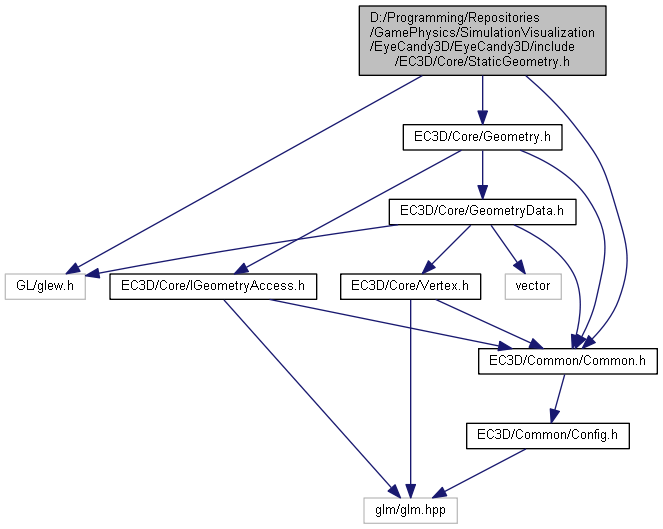 D:/Programming/Repositories
/GamePhysics/SimulationVisualization
/EyeCandy3D/EyeCandy3D/include
/EC3D/Core/StaticGeometry.h
EC3D/Core/Geometry.h
EC3D/Core/GeometryData.h
GL/glew.h
EC3D/Core/IGeometryAccess.h
EC3D/Core/Vertex.h
vector
EC3D/Common/Common.h
EC3D/Common/Config.h
glm/glm.hpp